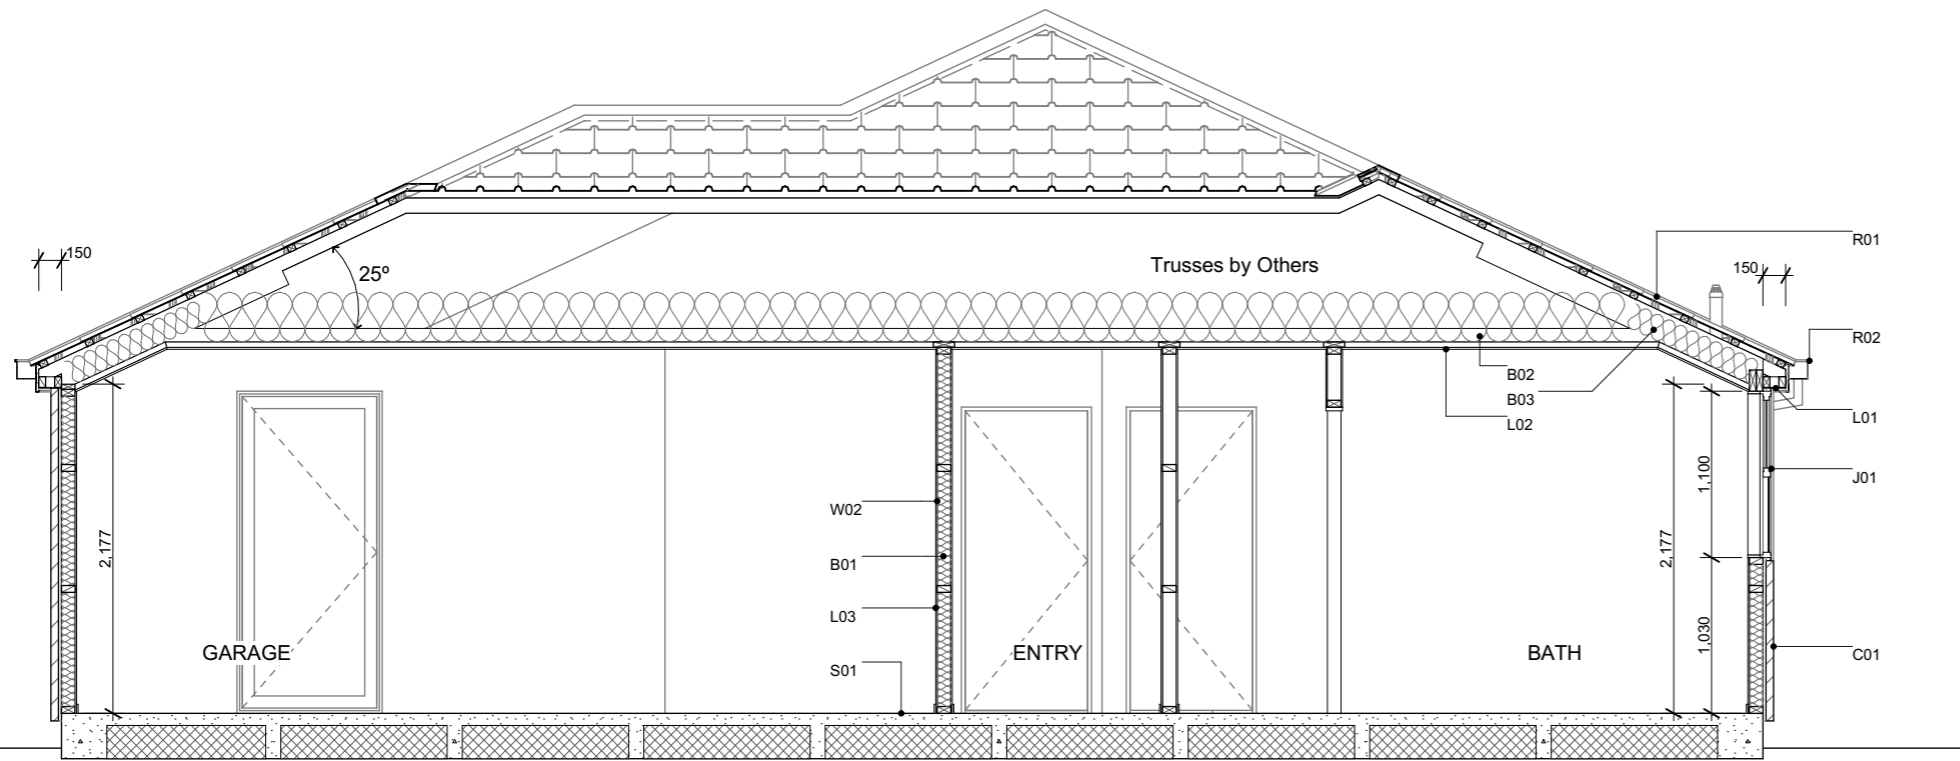 150
25º
Trusses by Others
R01
150
R02
B02
B03
L02
L01
1,100
J01
W02
2,177
2,177
B01
L03
1,030
GARAGE
ENTRY
BATH
C01
S01